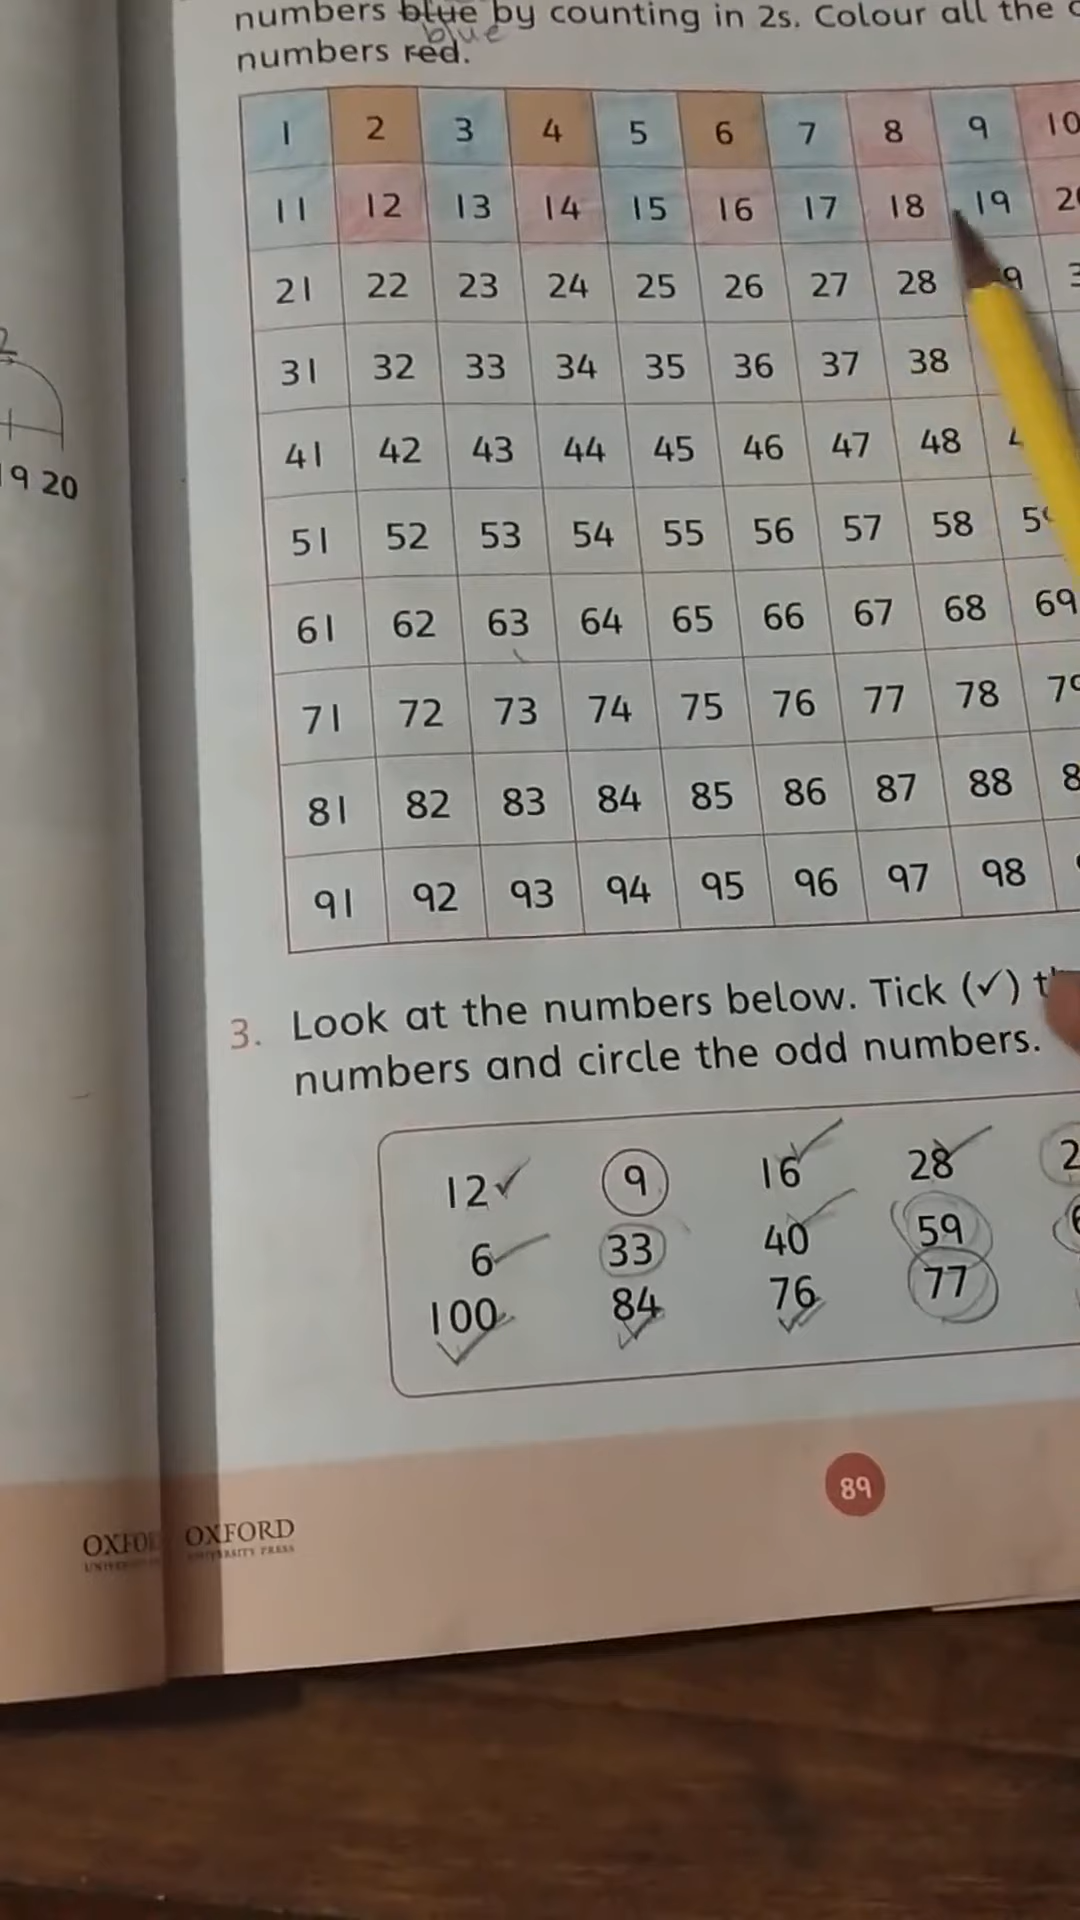 numbers blue by counting in 2s. Colour all the
blue
numbers red.
1 2 3 4 5 6 7 8 9 10
11 12 13 14 15 16 17 18 19
21 22 23 24 25 26 27 28
31 32 33 34 35 36 37 38
41 42 43 44 45 46 47 48
51 52 53 54 55 56 57 58
61 62 63 64 65 66 67 68 69
71 72 73 74 75 76 77 78
81 82 83 84 85 86 87 88
91 92 93 94 95 96 97 98
19 20
3. Look at the numbers below. Tick (✓)
numbers and circle the odd numbers.
12 9 16 28
6 33 40 59
100 84 76 77
89
OXFORD
UNIVERSITY PRESS